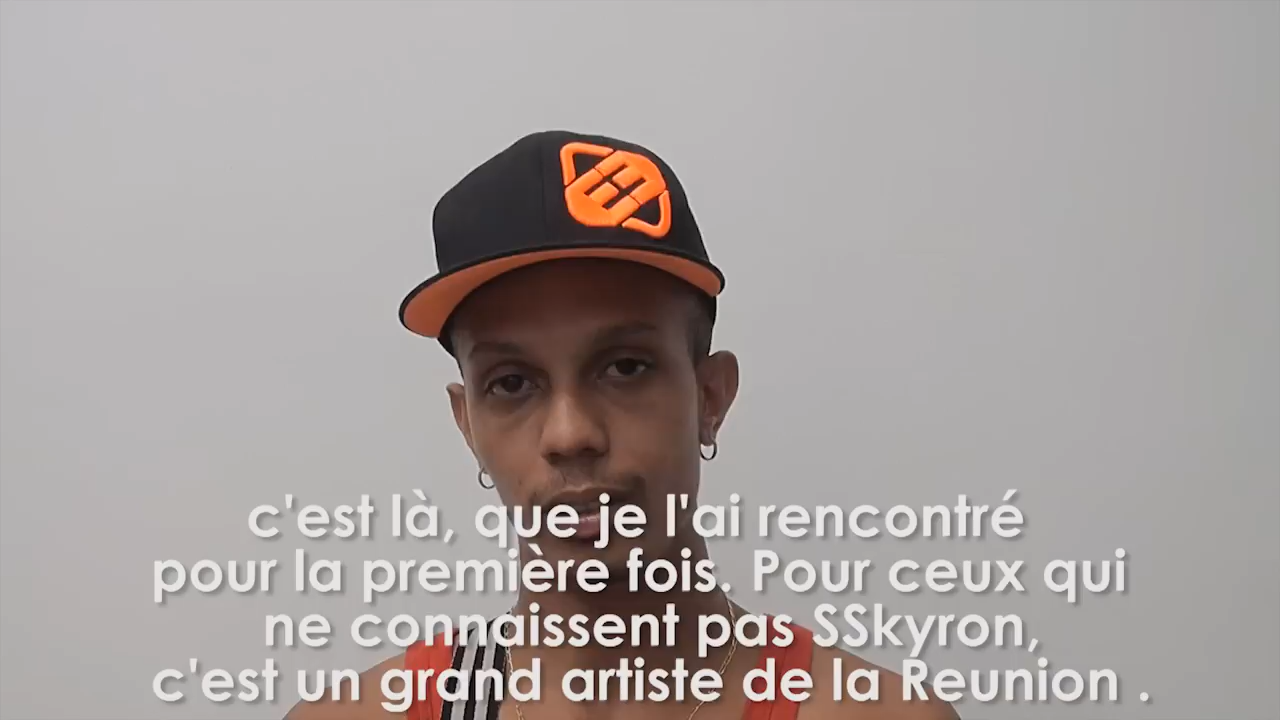 c'est là, que je l'ai rencontré
pour la première fois. Pour ceux qui
ne connaissent pas SSkyron,
c'est un grand artiste de la Reunion .